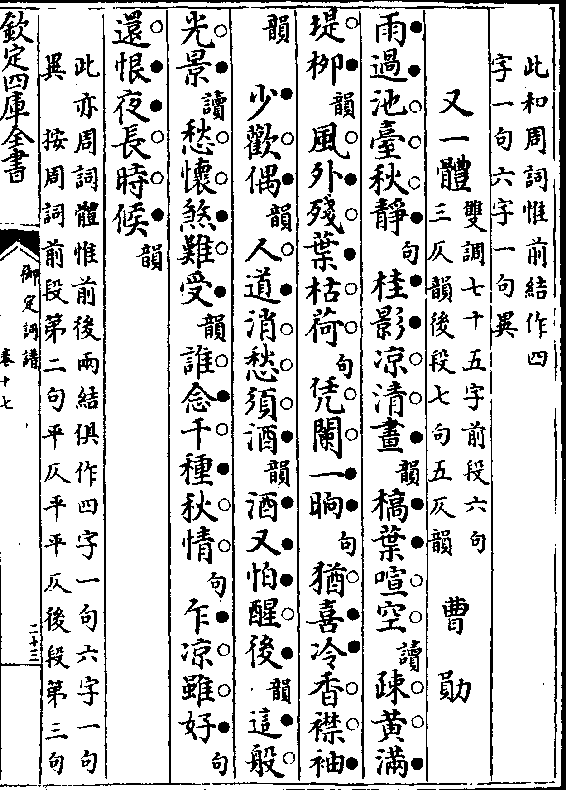 此和周詞惟前結作四
字一句六字一句異
又一體 雙調七十五字前段六句
三仄韻後段七句五仄韻 曹勛
雨過池臺秋靜句桂影凉清晝韻槁葉喧空讀疎黄滿
堤栁韻風外殘葉枯荷句凭闌一晌句猶喜冷香襟袖
韻 少歡偶韻人道消愁須酒韻酒又怕醒後韻這般
光景讀愁懷煞難受韻誰念千種秋情句乍凉雖好句
還恨夜長時候韻
此亦周詞體惟前後兩結俱作四字一句六字一句
異 按周詞前段第二句平仄平平仄後段第三句
欽定四庫全書
御定詞譜
卷十七
二十三